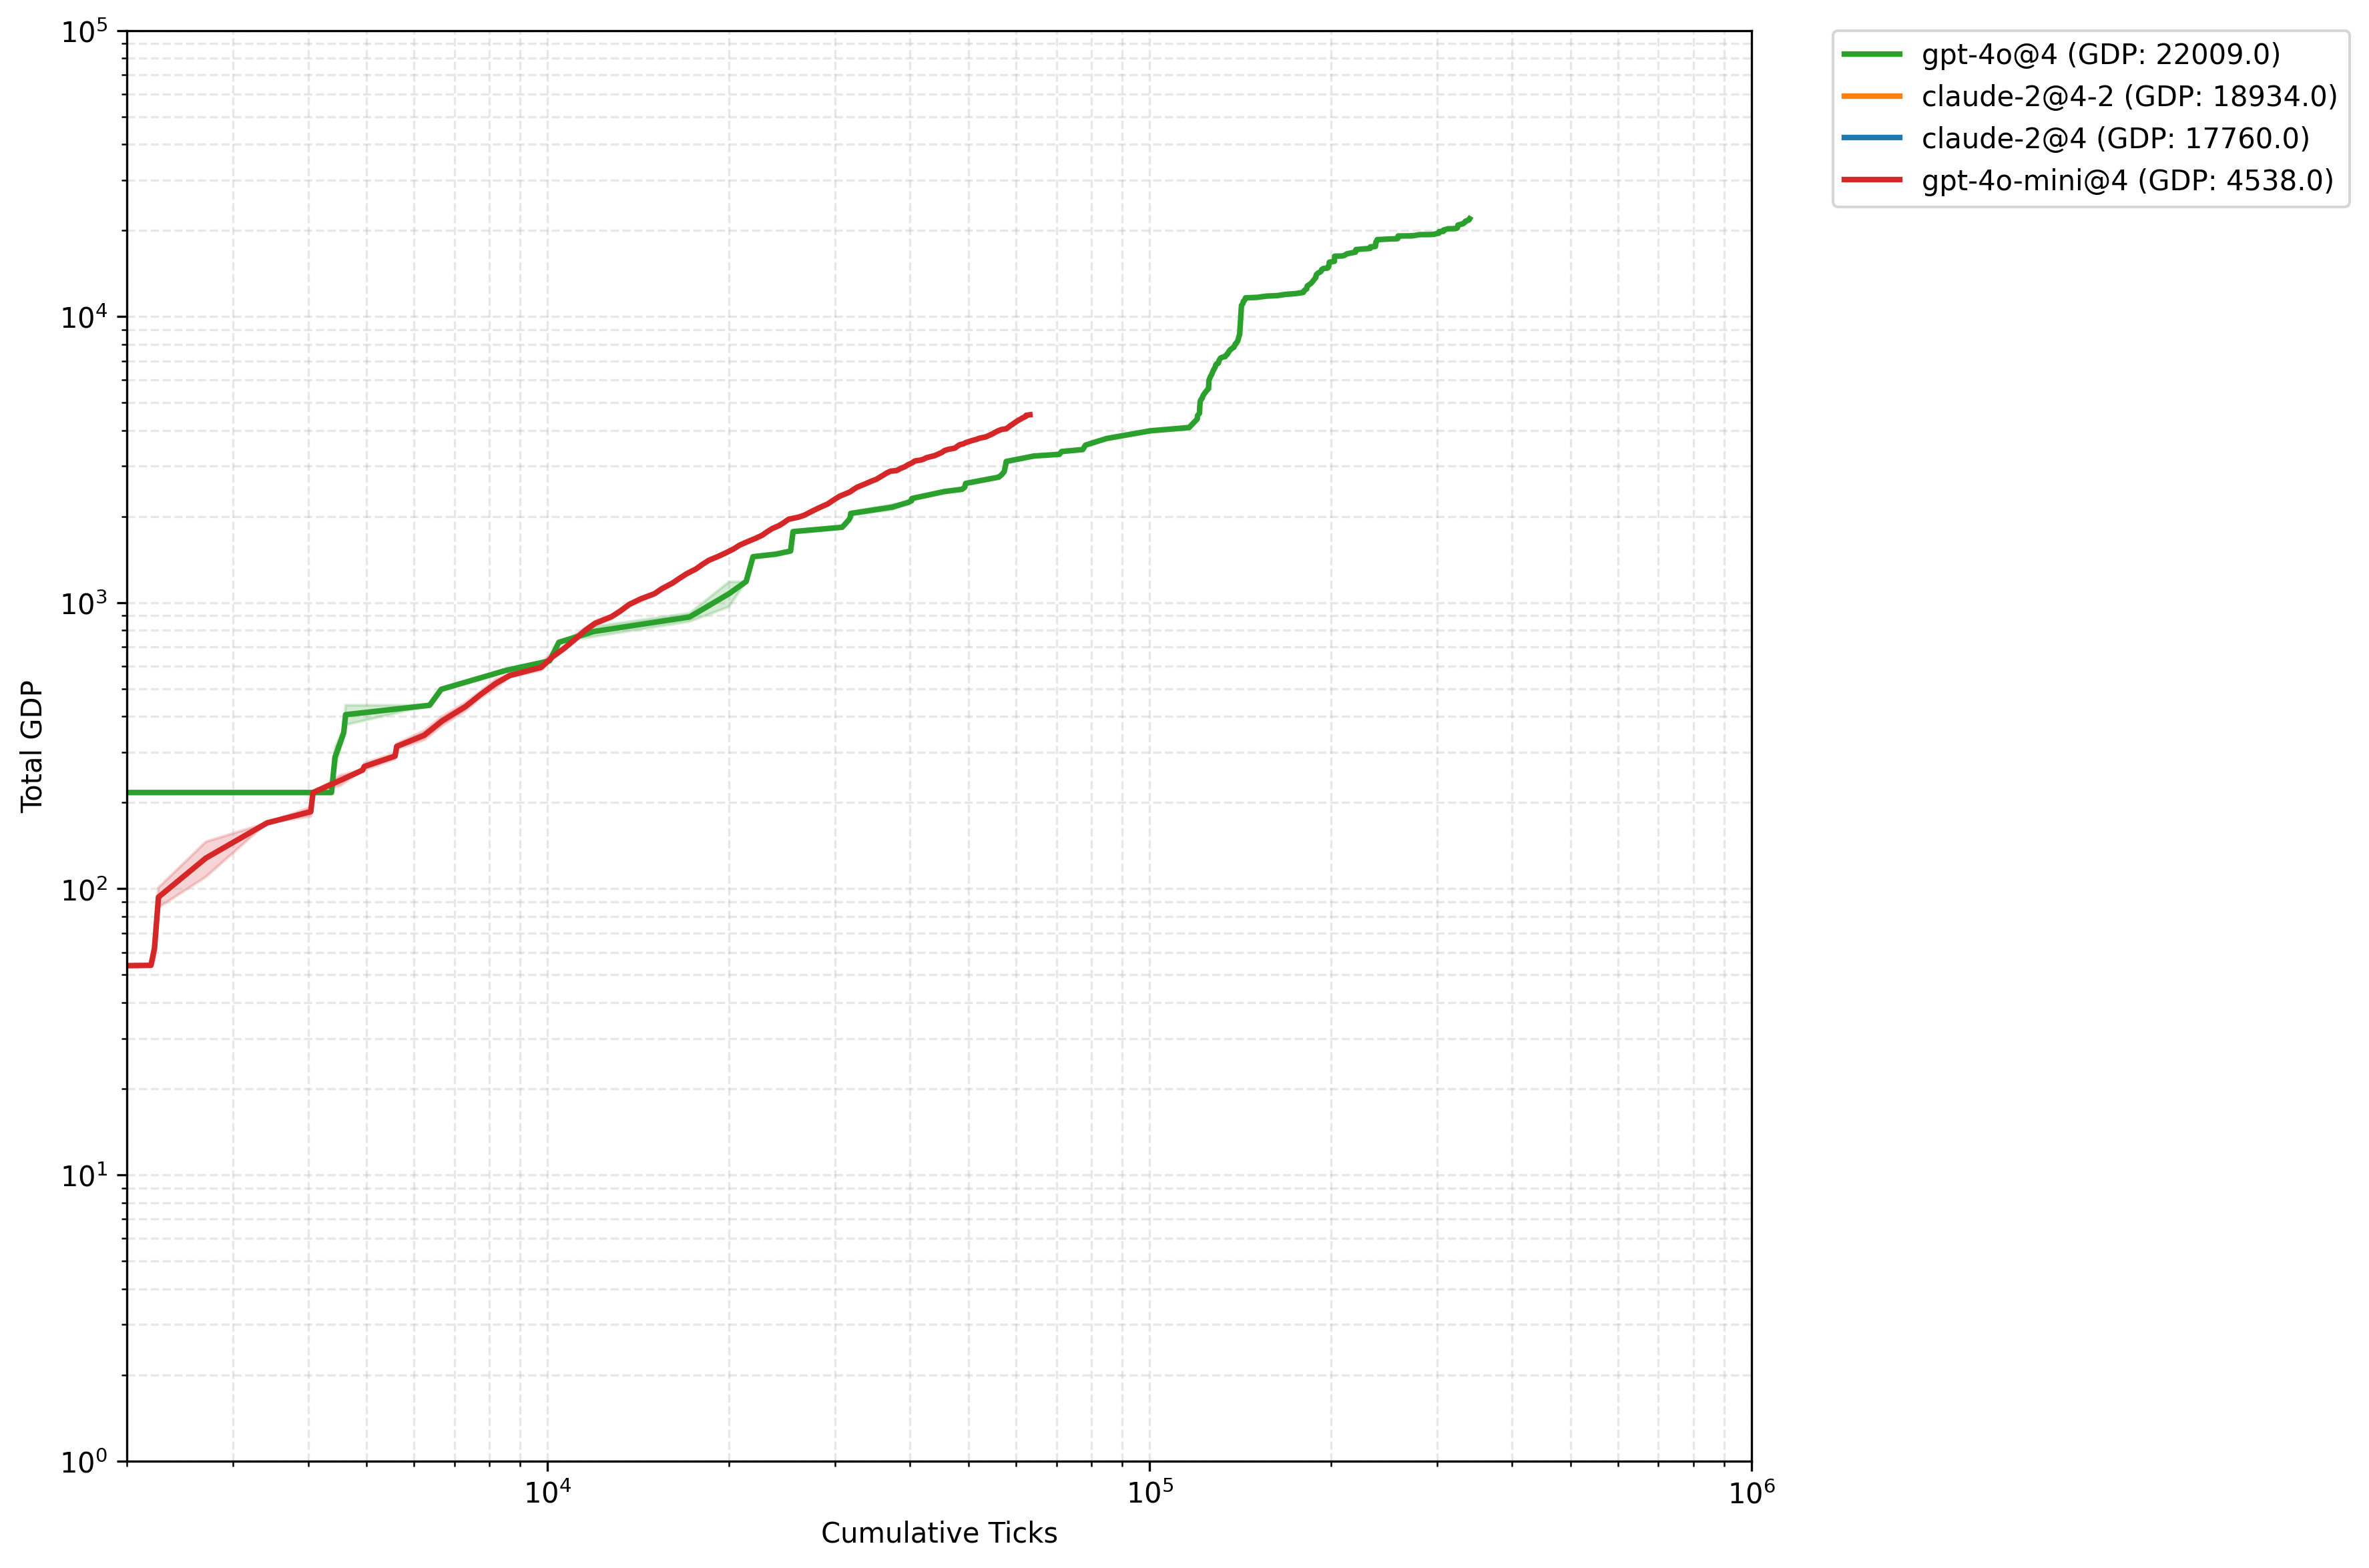 10⁵
10⁴
10³
10²
10¹
10⁰
Total GDP
10⁴
10⁵
10⁶
Cumulative Ticks
gpt-4o@4 (GDP: 22009.0)
claude-2@4-2 (GDP: 18934.0)
claude-2@4 (GDP: 17760.0)
gpt-4o-mini@4 (GDP: 4538.0)